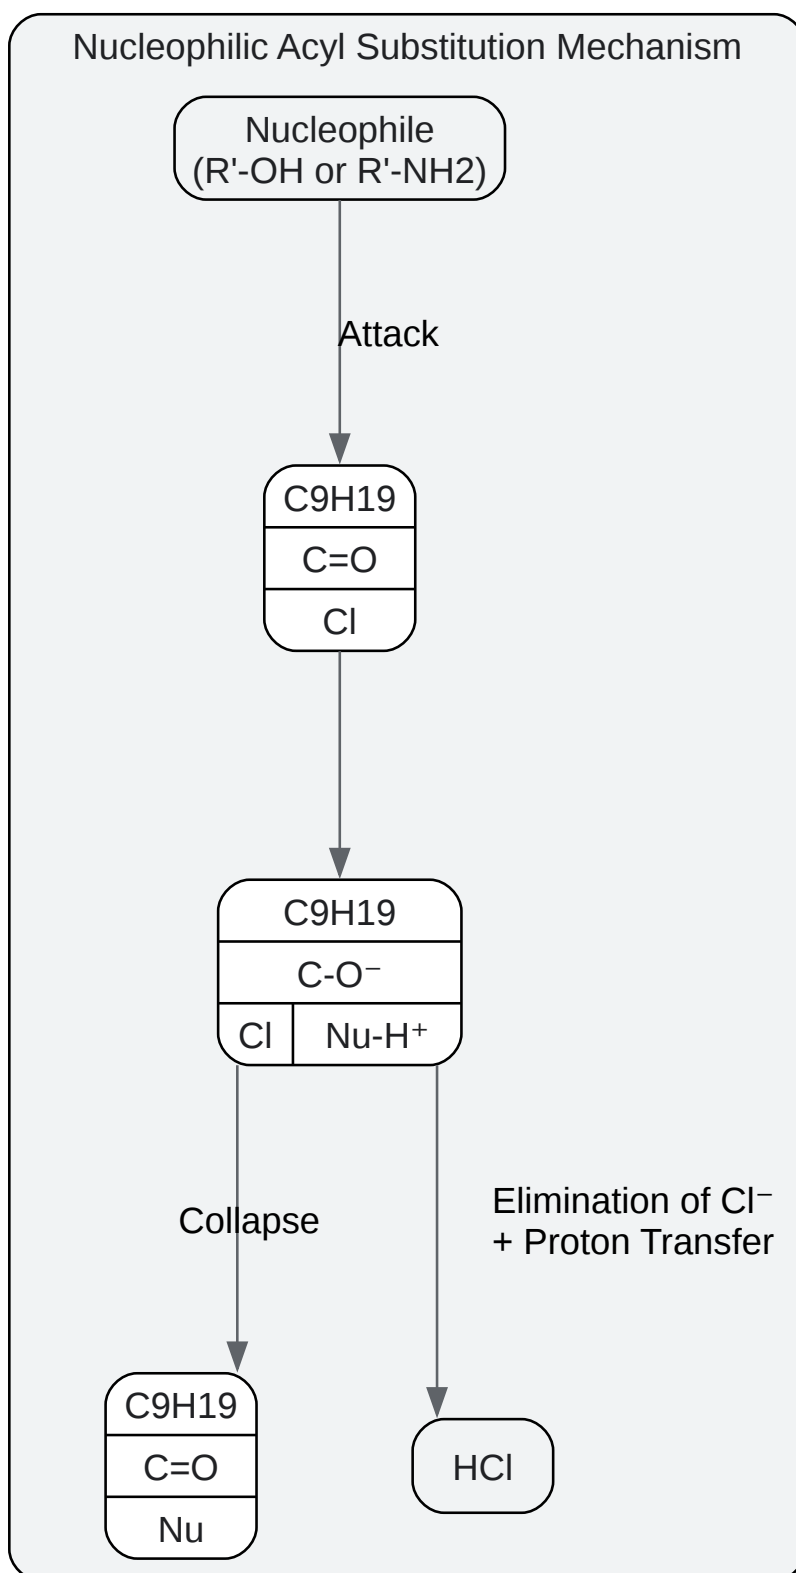 Nucleophilic Acyl Substitution Mechanism
Nucleophile
(R'-OH or R'-NH2)
Attack
C9H19
C=O
Cl
C9H19
C-O⁻
Cl
Nu-H⁺
Collapse
Elimination of Cl⁻
+ Proton Transfer
C9H19
C=O
Nu
HCl